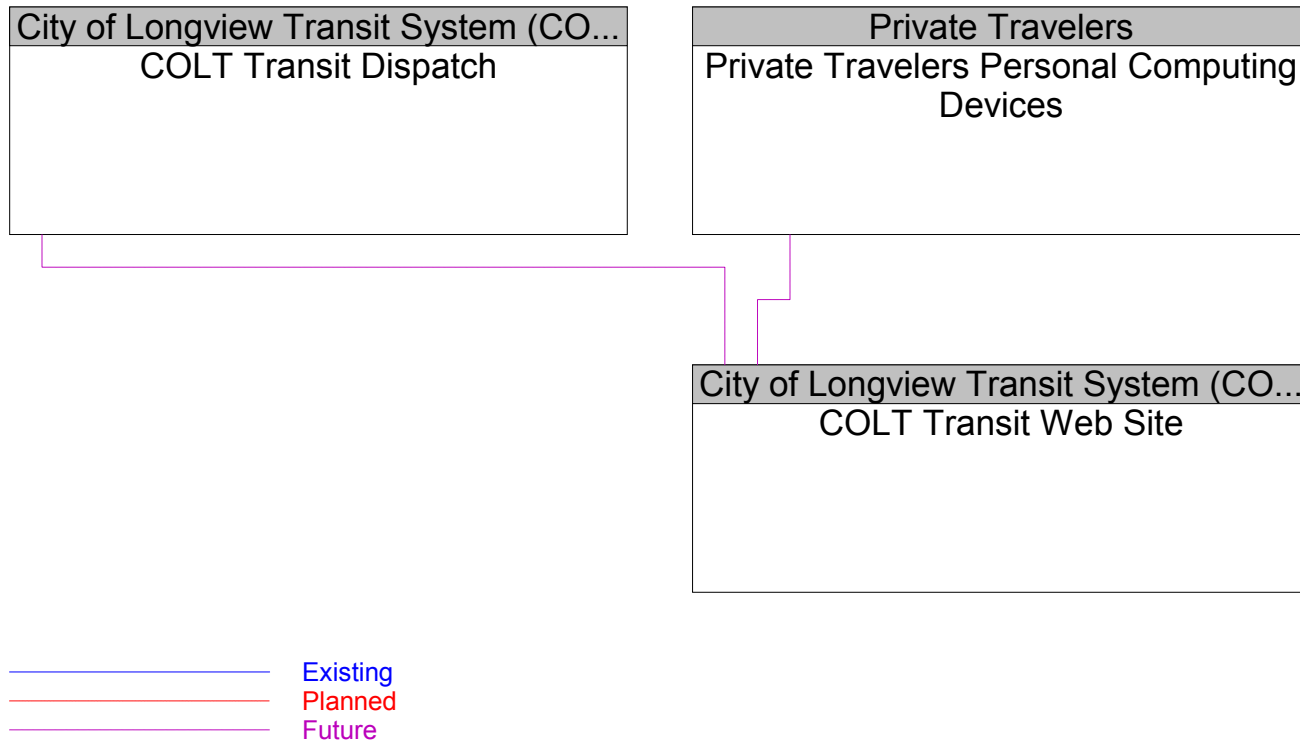 City of Longview Transit System (CO...
COLT Transit Dispatch
Private Travelers
Private Travelers Personal Computing
Devices
City of Longview Transit System (CO...
COLT Transit Web Site
Existing
Planned
Future